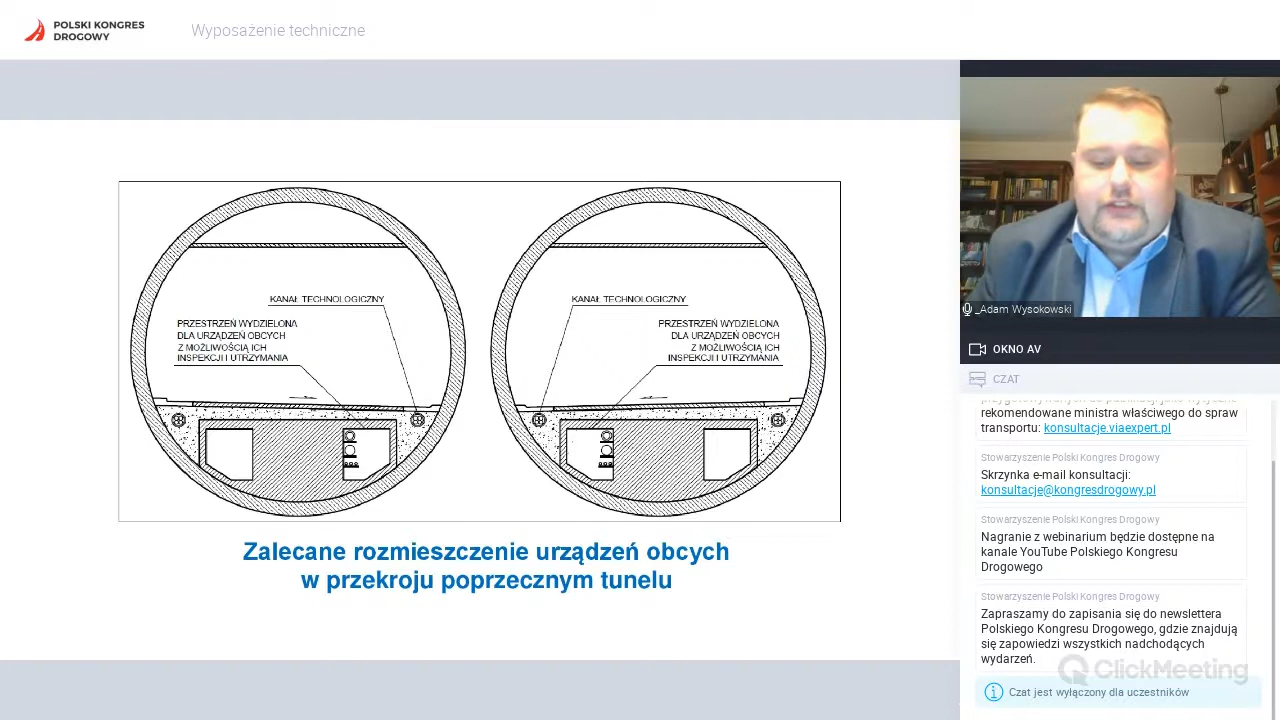 POLSKI KONGRES
DROGOWY
Wyposażenie techniczne
KANAŁ TECHNOLOGICZNY
PRZESTRZEŃ WYDZIELONA
DLA URZĄDZEŃ OBCYCH
Z MOŻLIWOŚCIĄ ICH
INSPEKCJI I UTRZYMANIA
KANAŁ TECHNOLOGICZNY
PRZESTRZEŃ WYDZIELONA
DLA URZĄDZEŃ OBCYCH
Z MOŻLIWOŚCIĄ ICH
INSPEKCJI I UTRZYMANIA
Zalecane rozmieszczenie urządzeń obcych
w przekroju poprzecznym tunelu
_Adam Wysokowski
OKNO AV
CZAT
rekomendowane ministra właściwego do spraw
transportu: konsultacje.viaexpert.pl
Stowarzyszenie Polski Kongres Drogowy
Skrzynka e-mail konsultacji:
konsultacje@kongresdrogowy.pl
Stowarzyszenie Polski Kongres Drogowy
Nagranie z webinarium będzie dostępne na
kanale YouTube Polskiego Kongresu
Drogowego
Stowarzyszenie Polski Kongres Drogowy
Zapraszamy do zapisania się do newslettera
Polskiego Kongresu Drogowego, gdzie znajdują
się zapowiedzi wszystkich nadchodzących
wydarzeń.
ClickMeeting
Czat jest wyłączony dla uczestników